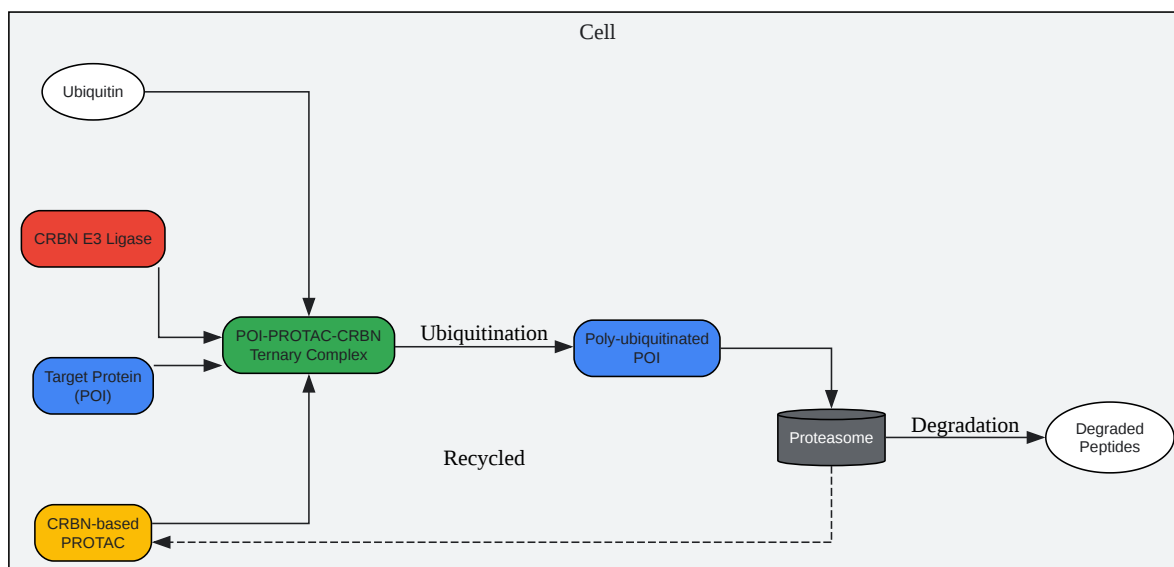 Cell
Ubiquitin
CRBN E3 Ligase
POI-PROTAC-CRBN
Ternary Complex
Ubiquitination
Poly-ubiquitinated
POI
Target Protein
(POI)
Proteasome
Degradation
Degraded
Peptides
Recycled
CRBN-based
PROTAC